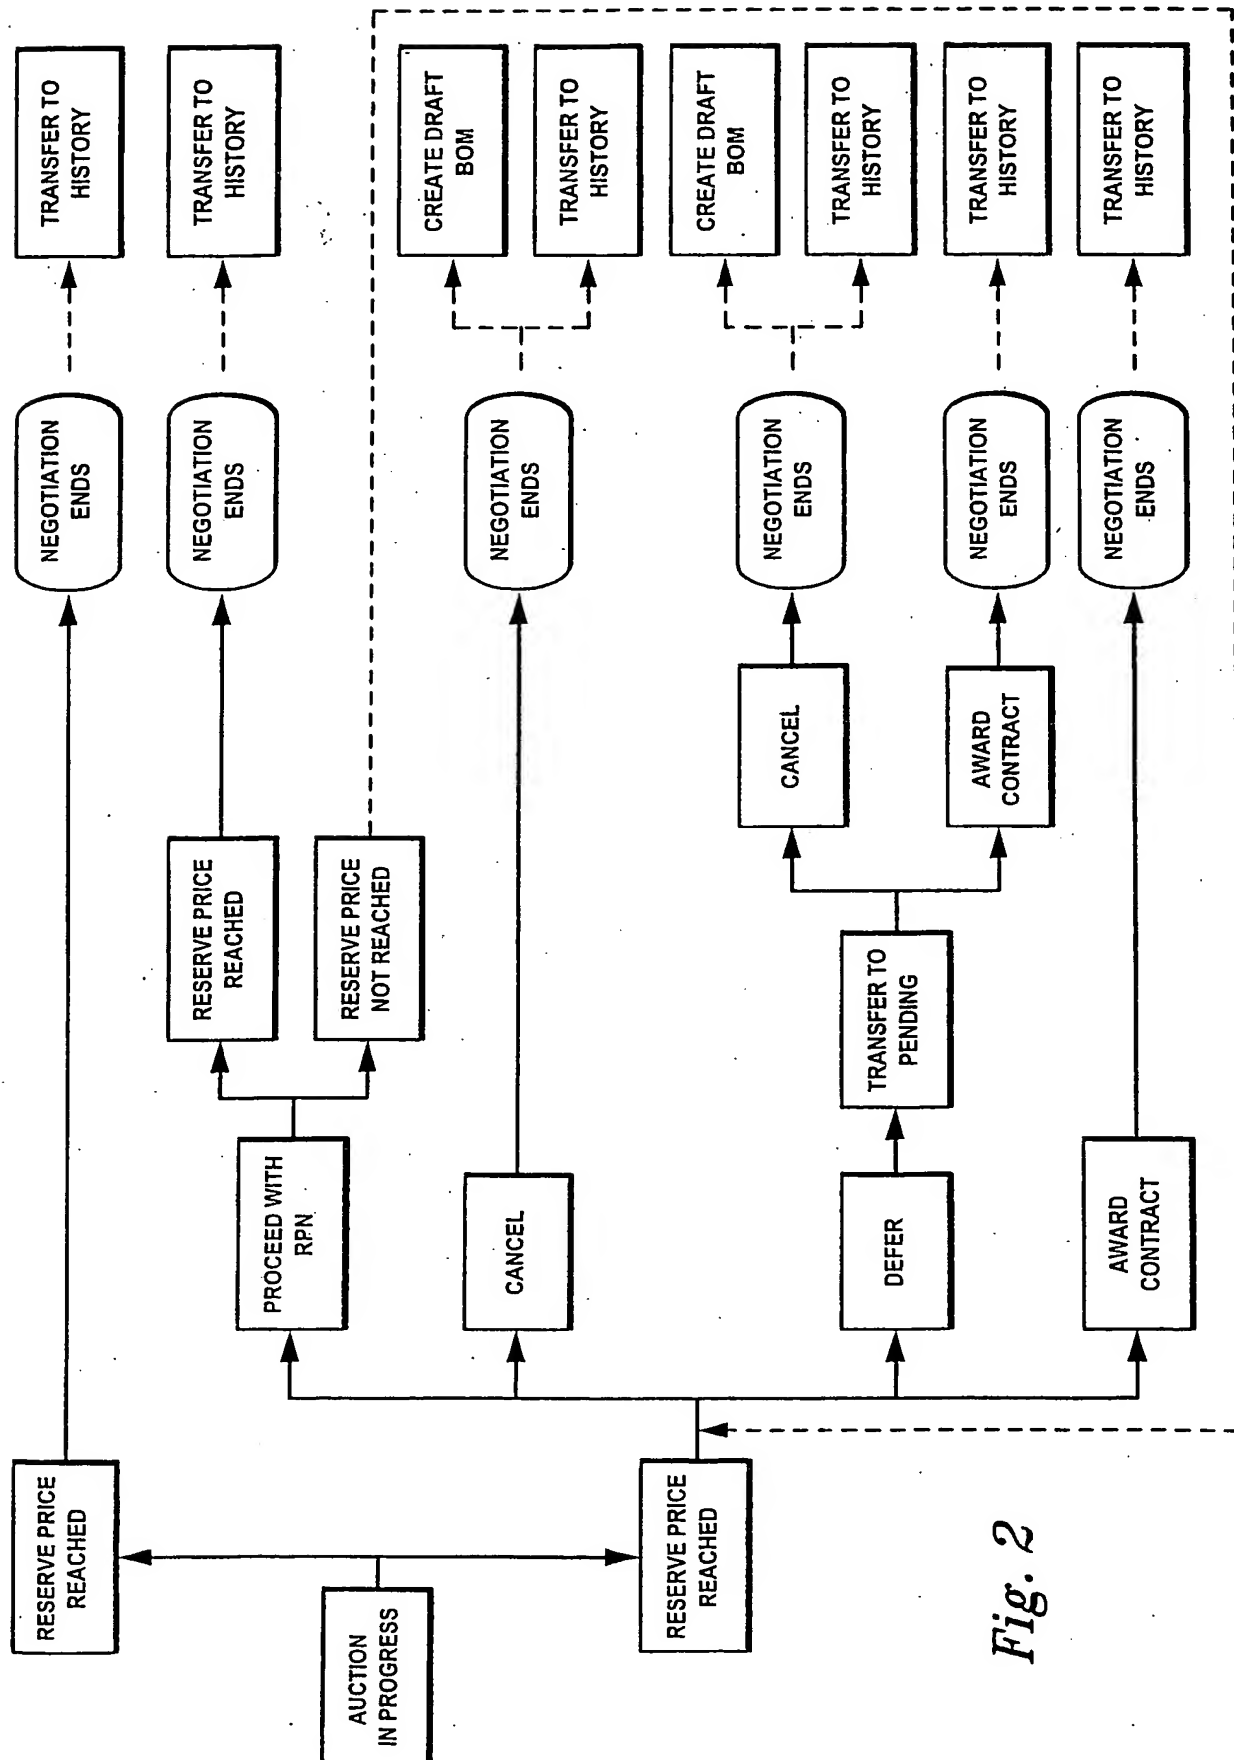 AUCTION
IN PROGRESS
RESERVE PRICE
REACHED
NEGOTIATION
ENDS
TRANSFER TO
HISTORY
RESERVE PRICE
REACHED
PROCEED WITH
RPN
RESERVE PRICE
REACHED
NEGOTIATION
ENDS
TRANSFER TO
HISTORY
RESERVE PRICE
NOT REACHED
CANCEL
NEGOTIATION
ENDS
CREATE DRAFT
BOM
TRANSFER TO
HISTORY
DEFER
TRANSFER TO
PENDING
CANCEL
NEGOTIATION
ENDS
CREATE DRAFT
BOM
TRANSFER TO
HISTORY
AWARD
CONTRACT
NEGOTIATION
ENDS
TRANSFER TO
HISTORY
AWARD
CONTRACT
NEGOTIATION
ENDS
TRANSFER TO
HISTORY
Fig. 2